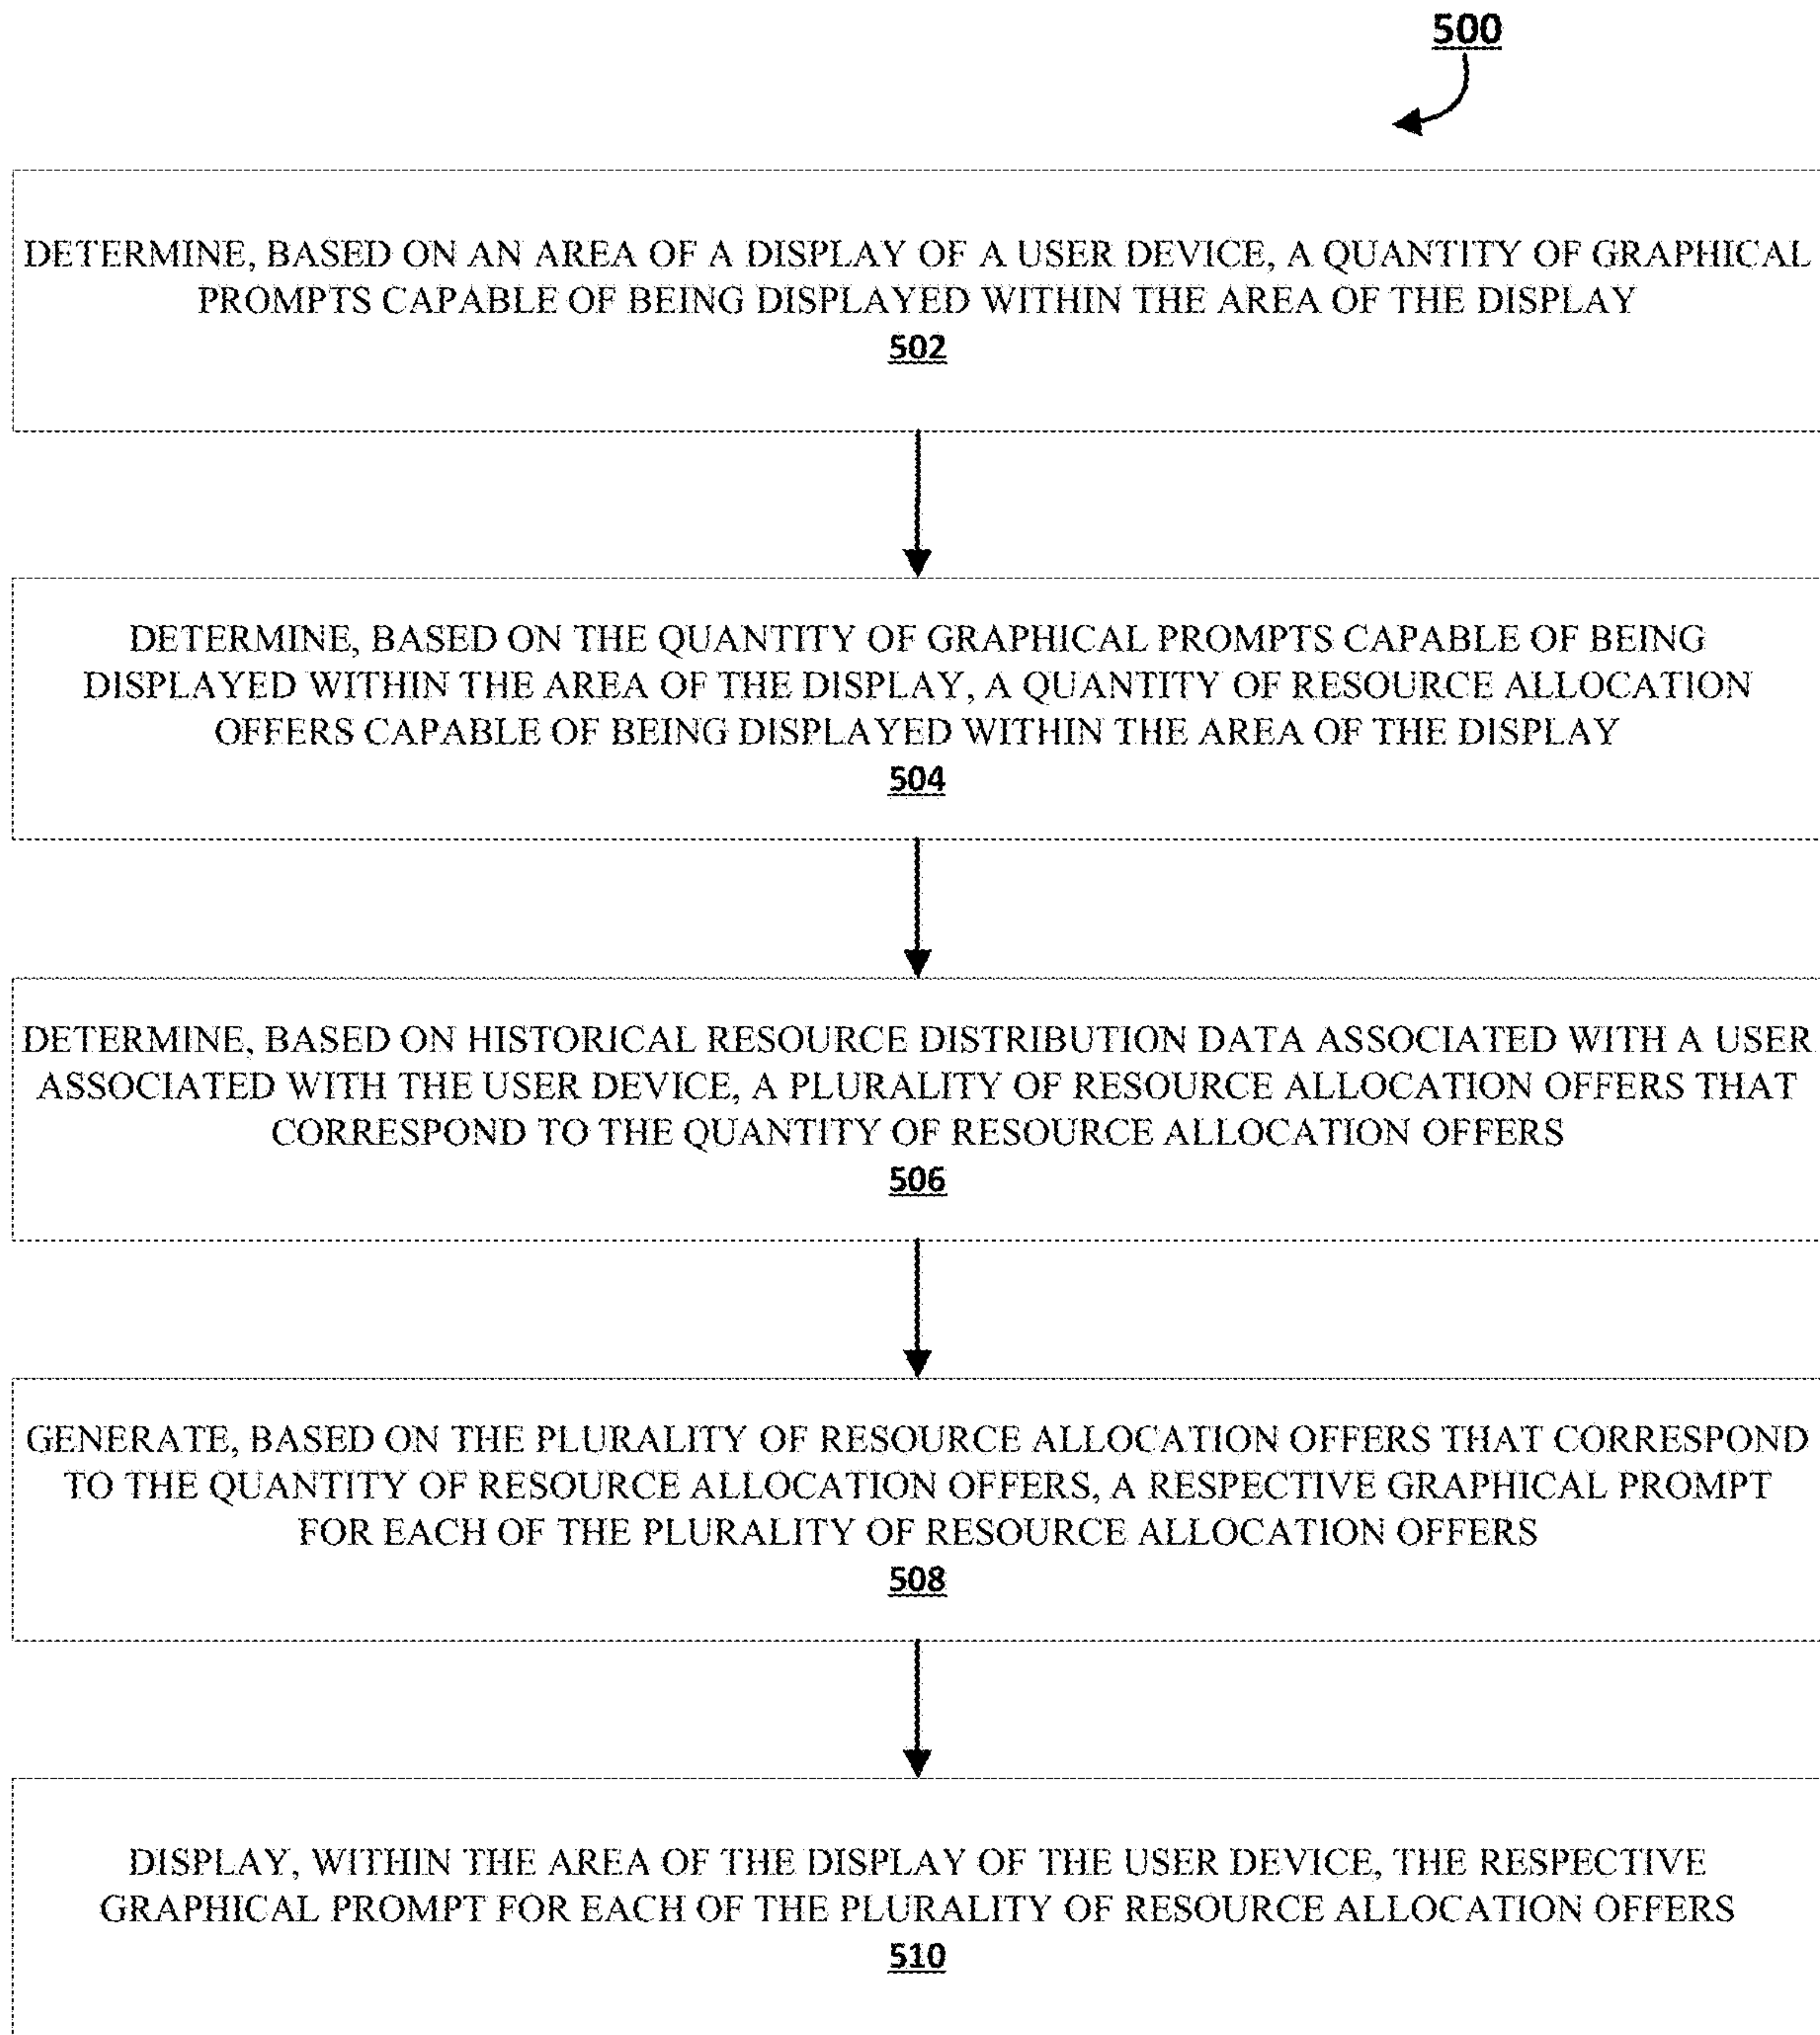 500
DETERMINE, BASED ON AN AREA OF A DISPLAY OF A USER DEVICE, A QUANTITY OF GRAPHICAL
PROMPTS CAPABLE OF BEING DISPLAYED WITHIN THE AREA OF THE DISPLAY
502
DETERMINE, BASED ON THE QUANTITY OF GRAPHICAL PROMPTS CAPABLE OF BEING
DISPLAYED WITHIN THE AREA OF THE DISPLAY, A QUANTITY OF RESOURCE ALLOCATION
OFFERS CAPABLE OF BEING DISPLAYED WITHIN THE AREA OF THE DISPLAY
504
DETERMINE, BASED ON HISTORICAL RESOURCE DISTRIBUTION DATA ASSOCIATED WITH A USER
ASSOCIATED WITH THE USER DEVICE, A PLURALITY OF RESOURCE ALLOCATION OFFERS THAT
CORRESPOND TO THE QUANTITY OF RESOURCE ALLOCATION OFFERS
506
GENERATE, BASED ON THE PLURALITY OF RESOURCE ALLOCATION OFFERS THAT CORRESPOND
TO THE QUANTITY OF RESOURCE ALLOCATION OFFERS, A RESPECTIVE GRAPHICAL PROMPT
FOR EACH OF THE PLURALITY OF RESOURCE ALLOCATION OFFERS
508
DISPLAY, WITHIN THE AREA OF THE DISPLAY OF THE USER DEVICE, THE RESPECTIVE
GRAPHICAL PROMPT FOR EACH OF THE PLURALITY OF RESOURCE ALLOCATION OFFERS
510